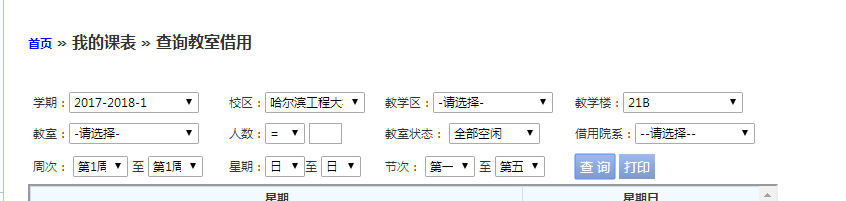 首页 » 我的课表 » 查询教室借用
学期：2017-2018-1 校区：哈尔滨工程大 教学区：-请选择- 教学楼：21B
教室：-请选择- 人数：= 教室状态：全部空闲 借用院系：--请选择--
周次：第1周 至 第1周 星期：日 至 日 节次：第一 至 第五 查 询 打印
星期 星期日